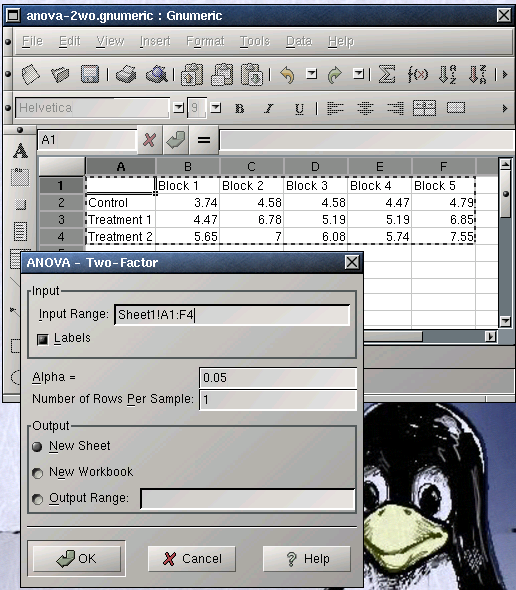 anova-2wo.gnumeric : Gnumeric
File Edit View Insert Format Tools Data Help
f(x) A Z Z A
Helvetica 9 B I U
A1 =
A B C D E F
1 Block 1 Block 2 Block 3 Block 4 Block 5
2 Control 3.74 4.58 4.58 4.47 4.79
3 Treatment 1 4.47 6.78 5.19 5.19 6.85
4 Treatment 2 5.65 7 6.08 5.74 7.55
ANOVA - Two-Factor
Input
Input Range: Sheet1!A1:F4
Labels
Alpha = 0.05
Number of Rows Per Sample: 1
Output
New Sheet
New Workbook
Output Range:
OK Cancel Help